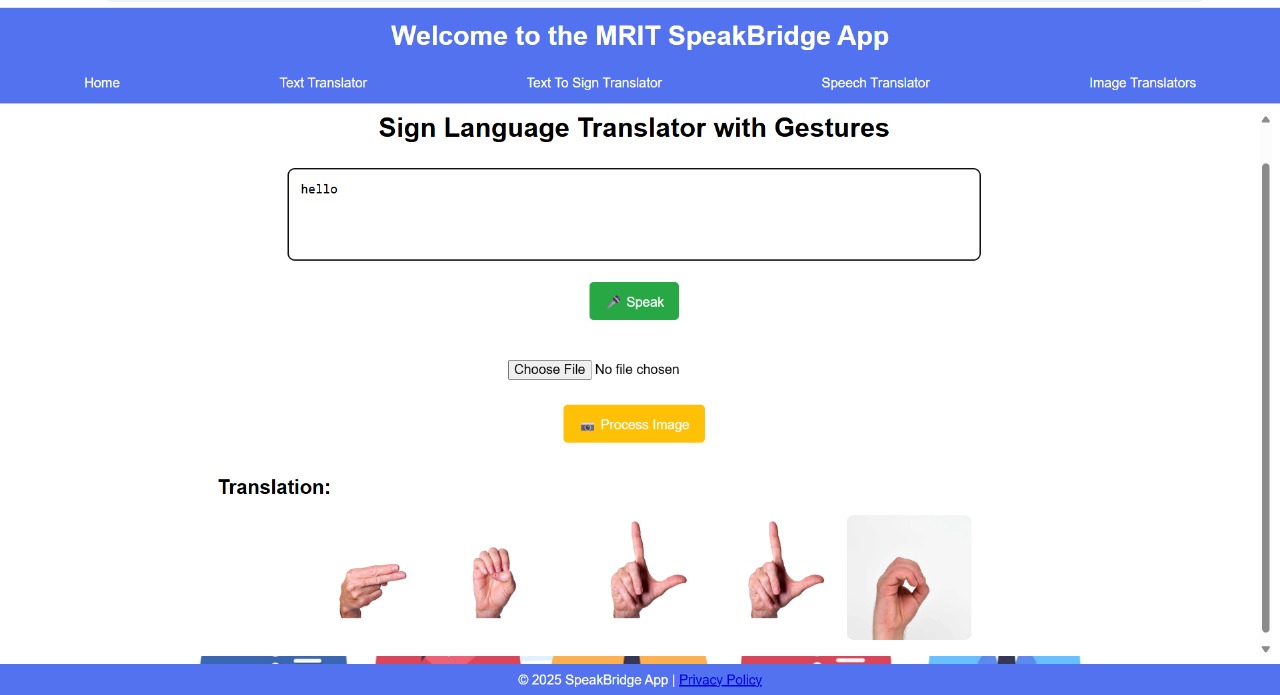 Welcome to the MRIT SpeakBridge App
Home Text Translator Text To Sign Translator Speech Translator Image Translators
Sign Language Translator with Gestures
hello
🎤 Speak
Choose File No file chosen
📷 Process Image
Translation:
© 2025 SpeakBridge App | Privacy Policy